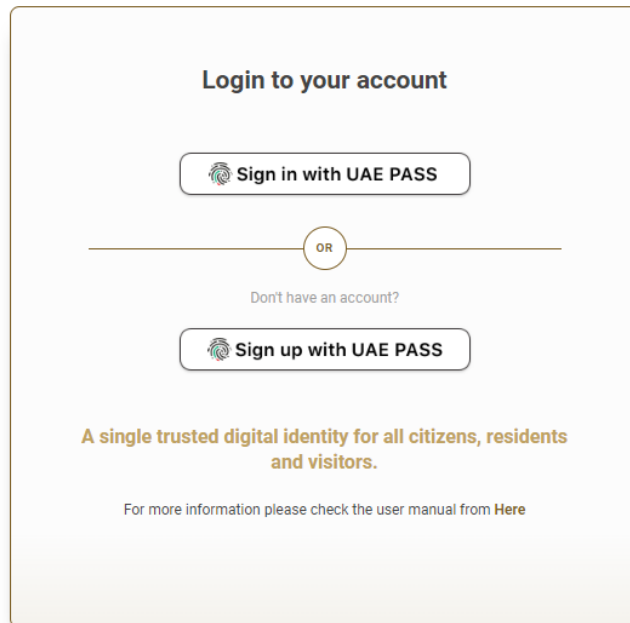 Login to your account
Sign in with UAE PASS
OR
Don't have an account?
Sign up with UAE PASS
A single trusted digital identity for all citizens, residents
and visitors.
For more information please check the user manual from Here